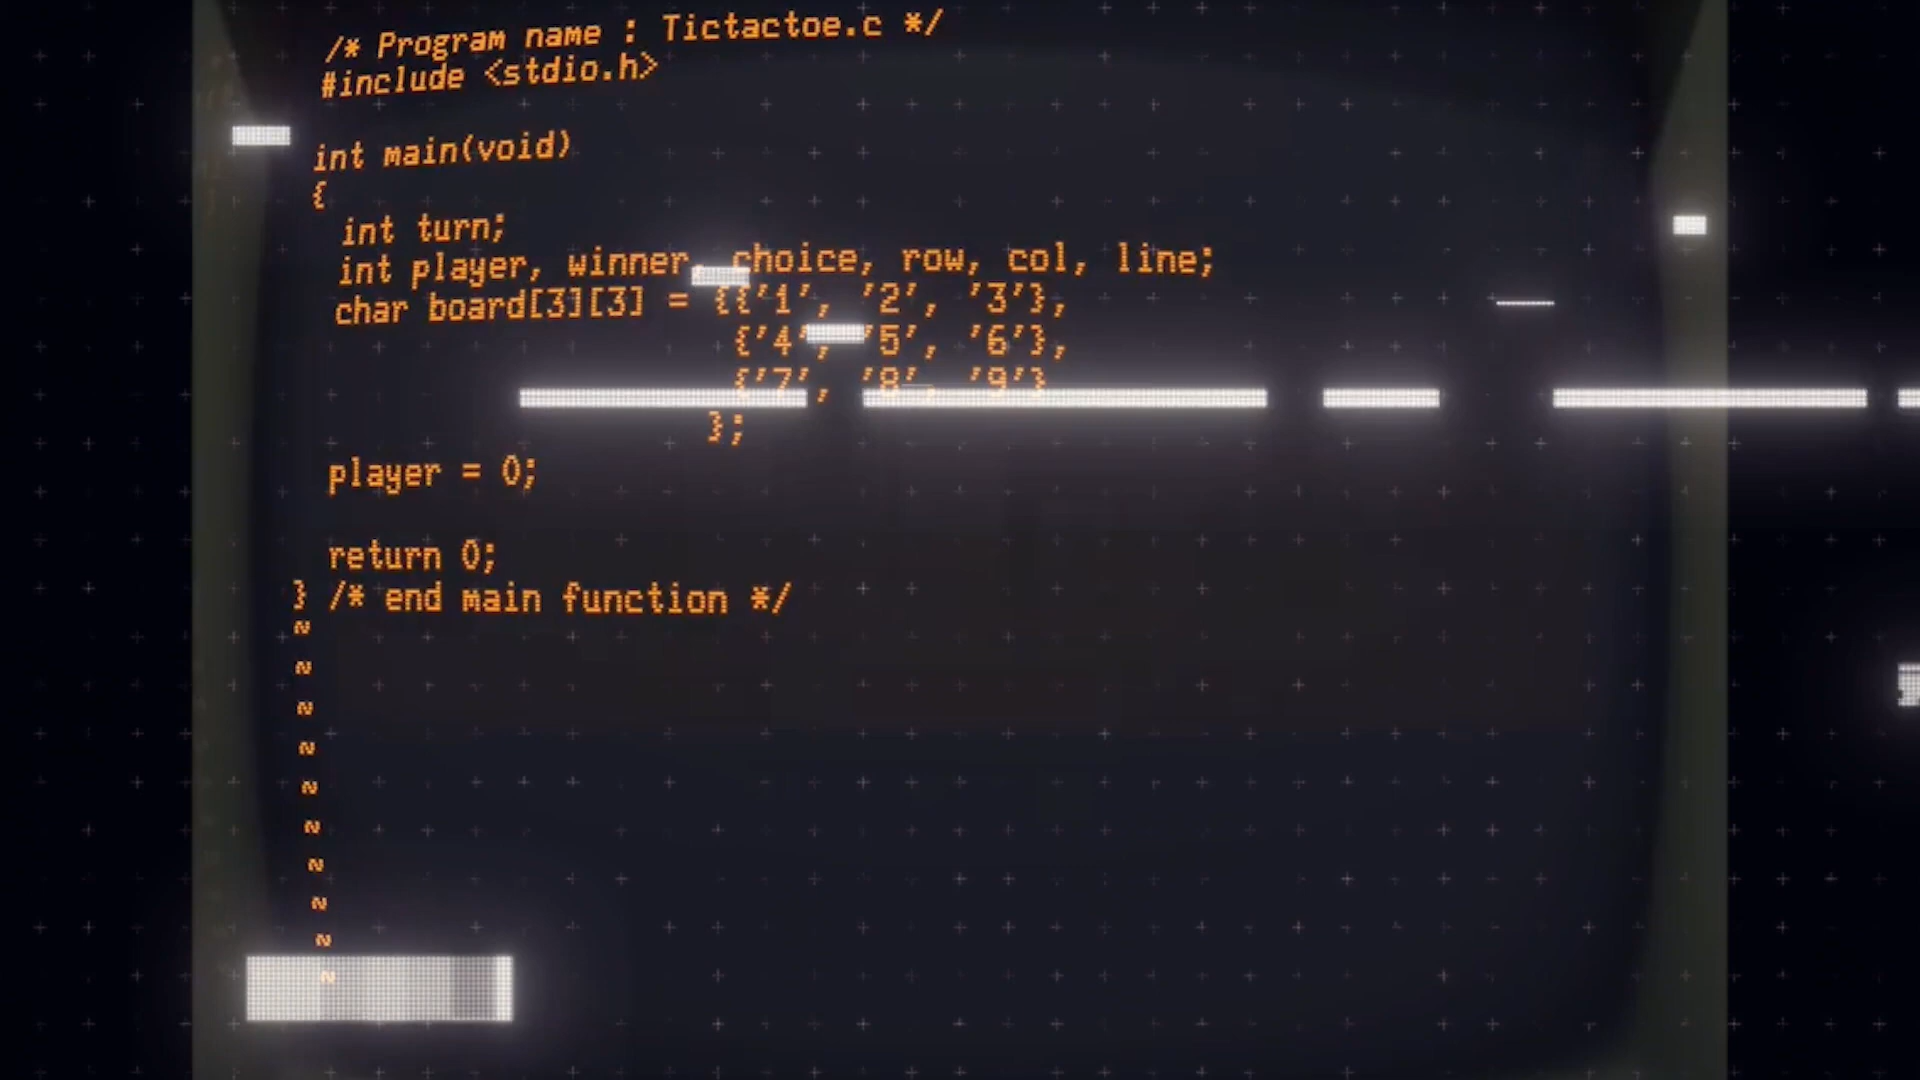 /* Program name : Tictactoe.c */
#include <stdio.h>
int main(void)
{
int turn;
int player, winner, choice, row, col, line;
char board[3][3] = {{'1', '2', '3'},
{'4', '5', '6'},
{'7', '8', '9'}
};
player = 0;
return 0;
} /* end main function */
~
~
~
~
~
~
~
~
~
~